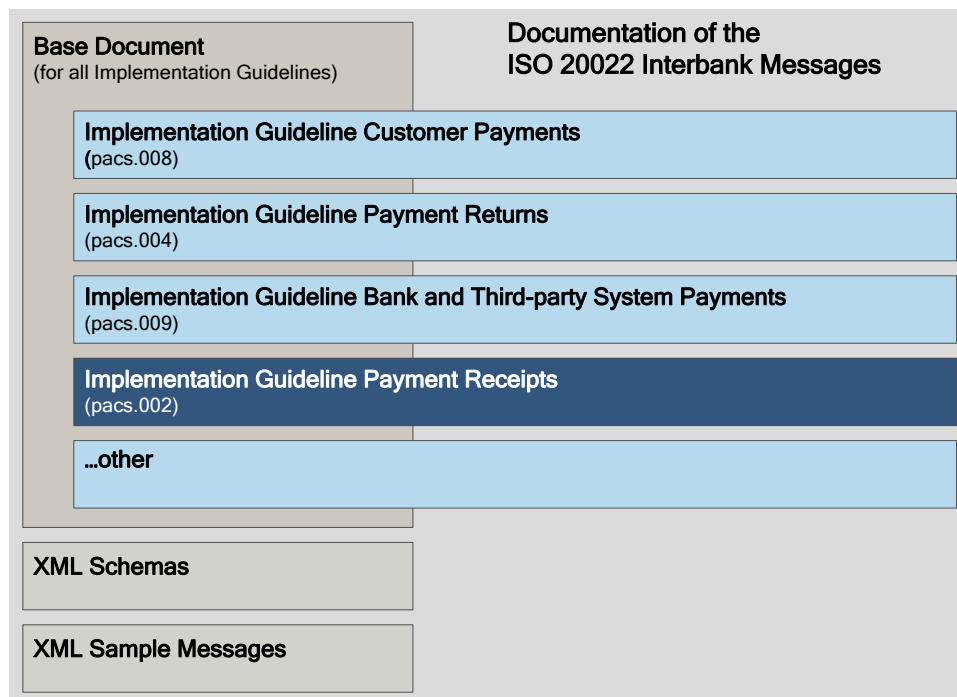 Documentation of the
ISO 20022 Interbank Messages
Base Document
(for all Implementation Guidelines)
Implementation Guideline Customer Payments
(pacs.008)
Implementation Guideline Payment Returns
(pacs.004)
Implementation Guideline Bank and Third-party System Payments
(pacs.009)
Implementation Guideline Payment Receipts
(pacs.002)
...other
XML Schemas
XML Sample Messages